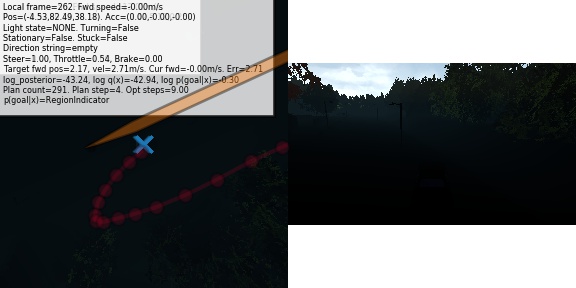 Local frame=262. Fwd speed=-0.00m/s
Pos=(-4.53,82.49,38.18). Acc=(0.00,-0.00,-0.00)
Light state=NONE. Turning=False
Stationary=False. Stuck=False
Direction string=empty
Steer=1.00, Throttle=0.54, Brake=0.00
Target fwd pos=2.17, vel=2.71m/s. Cur fwd=-0.00m/s. Err=2.71
log_posterior=-43.24, log q(x)=-42.94, log p(goal|x)=-0.30
Plan count=291. Plan step=4. Opt steps=9.00
p(goal|x)=RegionIndicator